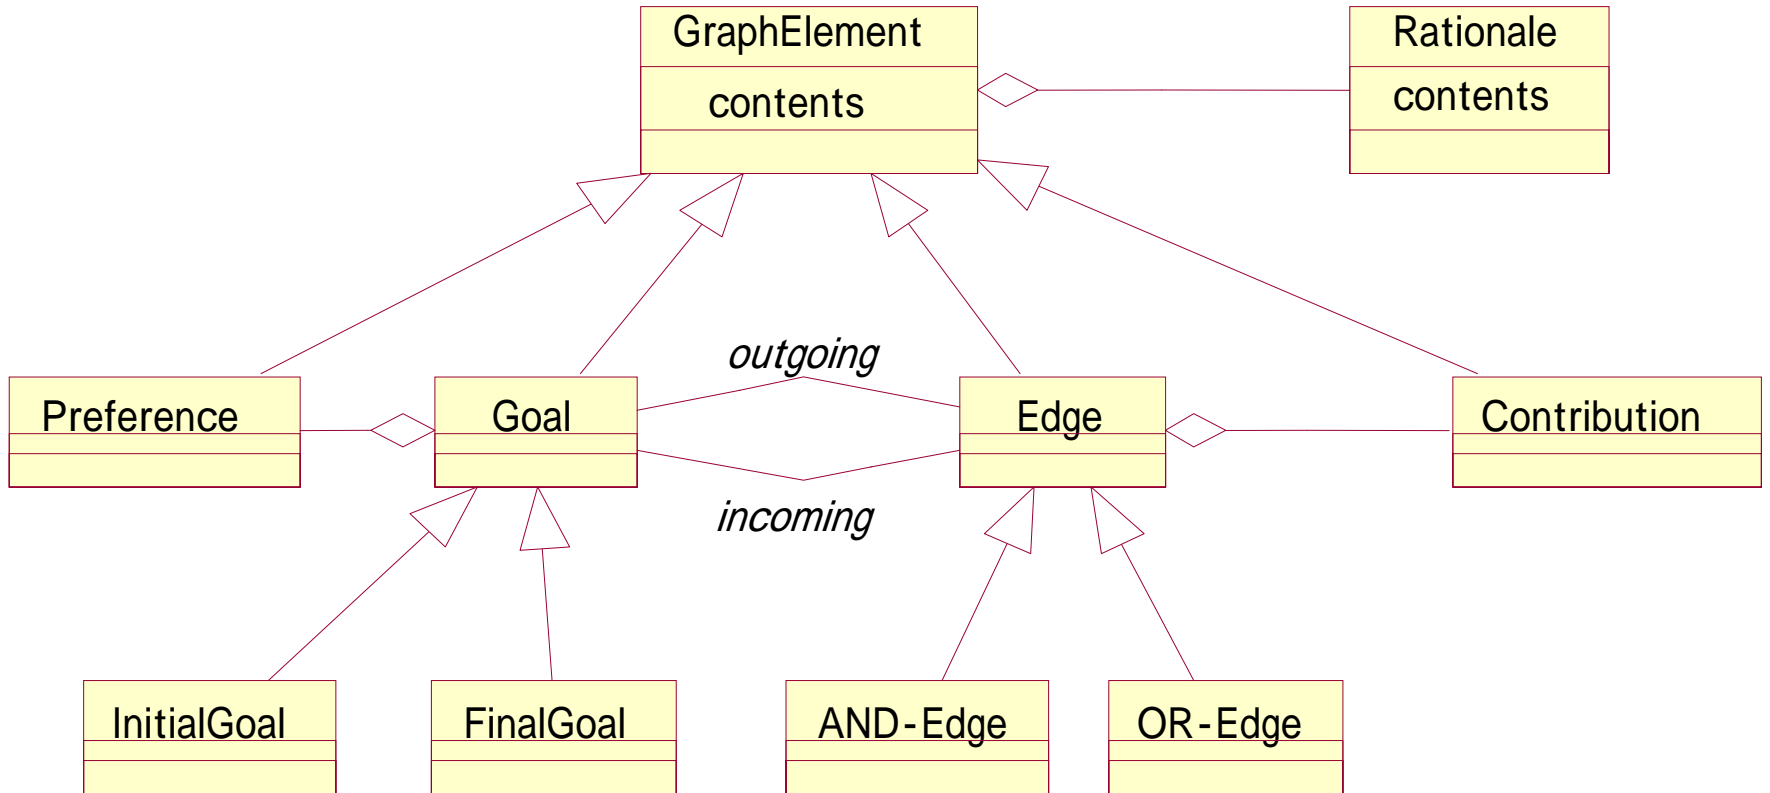 GraphElement
contents
Rationale
contents
outgoing
Preference
Goal
Edge
Contribution
incoming
InitialGoal
FinalGoal
AND-Edge
OR-Edge